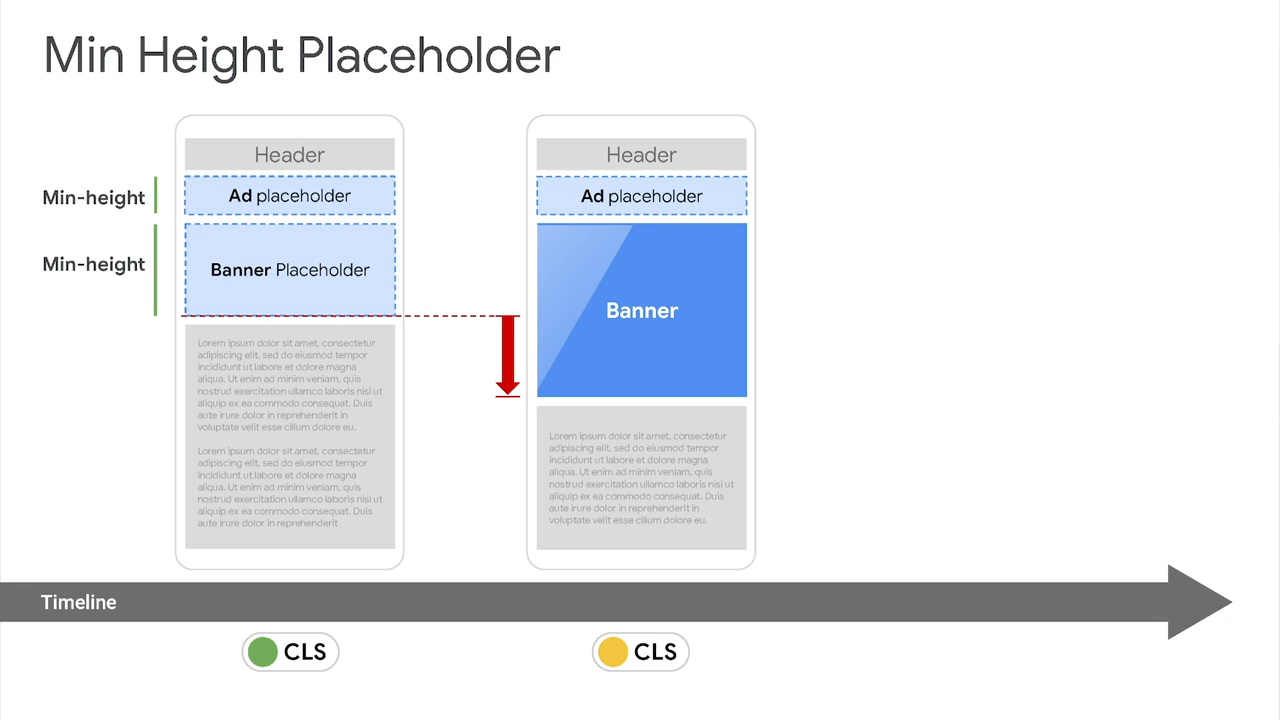 Min Height Placeholder
Header
Min-height
Ad placeholder
Min-height
Banner Placeholder
Lorem ipsum dolor sit amet, consectetur
adipiscing elit, sed do eiusmod tempor
incididunt ut labore et dolore magna
aliqua. Ut enim ad minim veniam, quis
nostrud exercitation ullamco laboris nisi ut
aliquip ex ea commodo consequat. Duis
aute irure dolor in reprehenderit in
voluptate velit esse cillum dolore eu.
Lorem ipsum dolor sit amet, consectetur
adipiscing elit, sed do eiusmod tempor
incididunt ut labore et dolore magna
aliqua. Ut enim ad minim veniam, quis
nostrud exercitation ullamco laboris nisi ut
aliquip ex ea commodo consequat. Duis
aute irure dolor in reprehenderit
Header
Ad placeholder
Banner
Lorem ipsum dolor sit amet, consectetur
adipiscing elit, sed do eiusmod tempor
incididunt ut labore et dolore magna
aliqua. Ut enim ad minim veniam, quis
nostrud exercitation ullamco laboris nisi ut
aliquip ex ea commodo consequat. Duis
aute irure dolor in reprehenderit in
voluptate velit esse cillum dolore eu.
Timeline
CLS
CLS